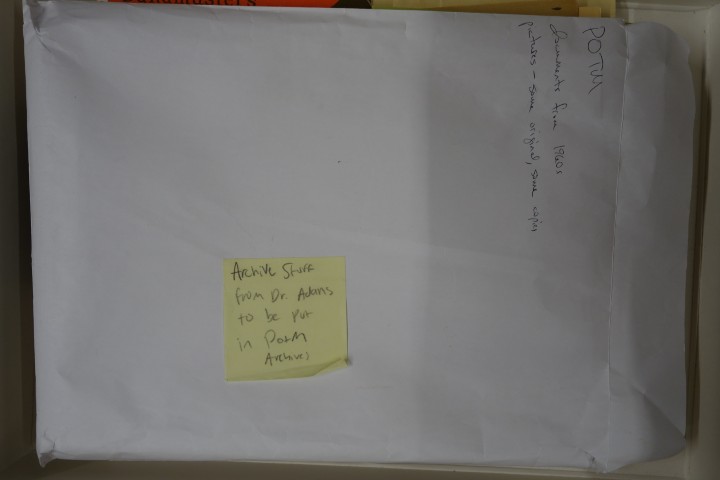 POTM
documents from 1960s
pictures - some original, some copies
Archive Stuff
from Dr. Adams
to be put
in PotM
Archives